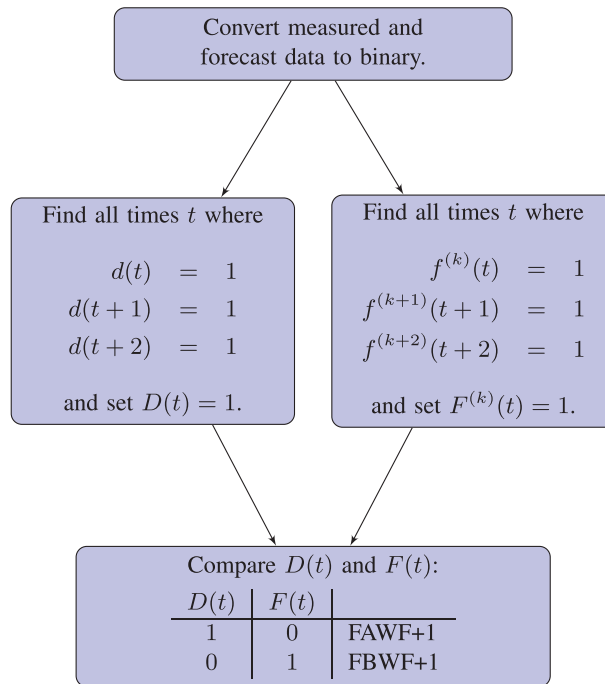 Convert measured and
forecast data to binary.
Find all times t where
d(t) = 1
d(t + 1) = 1
d(t + 2) = 1
and set D(t) = 1.
Find all times t where
f^(k)(t) = 1
f^(k+1)(t + 1) = 1
f^(k+2)(t + 2) = 1
and set F^(k)(t) = 1.
Compare D(t) and F(t):
D(t) F(t)
1 0 FAWF+1
0 1 FBWF+1